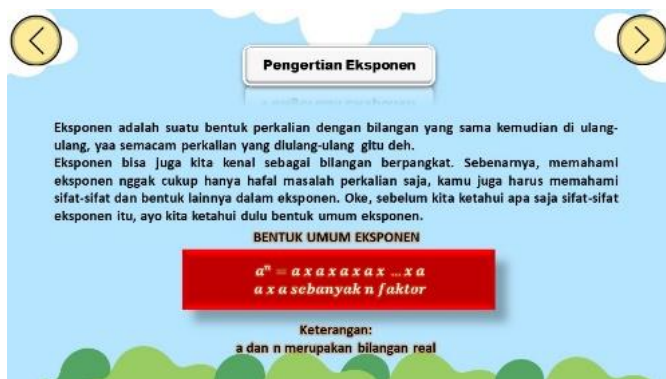 Pengertian Eksponen
Eksponen adalah suatu bentuk perkalian dengan bilangan yang sama kemudian di ulang-
ulang, yaa semacam perkalian yang diulang-ulang gitu deh.
Eksponen bisa juga kita kenal sebagai bilangan berpangkat. Sebenarnya, memahami
eksponen nggak cukup hanya hafal masalah perkalian saja, kamu juga harus memahami
sifat-sifat dan bentuk lainnya dalam eksponen. Oke, sebelum kita ketahui apa saja sifat-sifat
eksponen itu, ayo kita ketahui dulu bentuk umum eksponen.
BENTUK UMUM EKSPONEN
aⁿ = a x a x a x a x ... x a
a x a sebanyak n faktor
Keterangan:
a dan n merupakan bilangan real